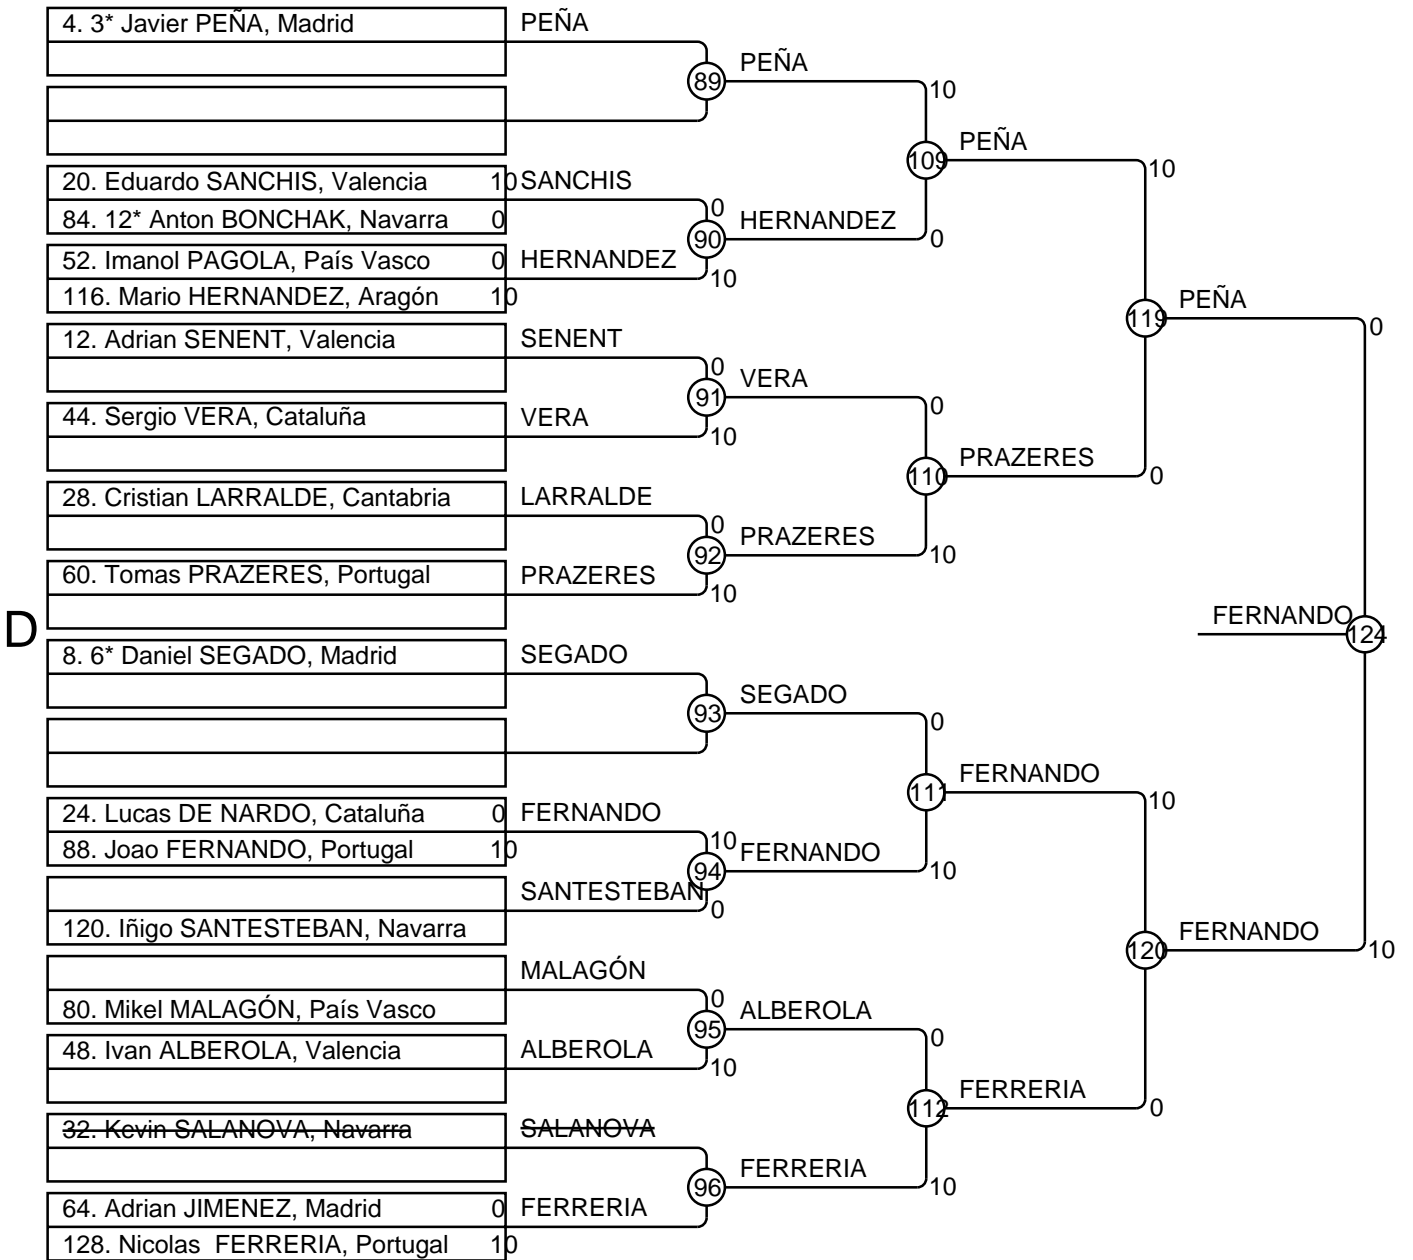 4. 3* Javier PEÑA, Madrid PEÑA
PEÑA
89
10
PEÑA
109
10
20. Eduardo SANCHIS, Valencia 10 SANCHIS
0
84. 12* Anton BONCHAK, Navarra 0
HERNANDEZ
90
0
52. Imanol PAGOLA, País Vasco 0 HERNANDEZ
10
116. Mario HERNANDEZ, Aragón 10
PEÑA
119
0
12. Adrian SENENT, Valencia SENENT
0
VERA
91
0
44. Sergio VERA, Cataluña VERA
10
PRAZERES
110
0
28. Cristian LARRALDE, Cantabria LARRALDE
0
PRAZERES
92
10
60. Tomas PRAZERES, Portugal PRAZERES
10
D
FERNANDO
124
8. 6* Daniel SEGADO, Madrid SEGADO
SEGADO
93
0
FERNANDO
111
10
24. Lucas DE NARDO, Cataluña 0 FERNANDO
10
88. Joao FERNANDO, Portugal 10
FERNANDO
94
10
SANTESTEBAN
0
120. Iñigo SANTESTEBAN, Navarra
FERNANDO
120
10
MALAGÓN
0
80. Mikel MALAGÓN, País Vasco
ALBEROLA
95
0
48. Ivan ALBEROLA, Valencia ALBEROLA
10
FERRERIA
112
0
32. Kevin SALANOVA, Navarra SALANOVA
FERRERIA
96
10
64. Adrian JIMENEZ, Madrid 0 FERRERIA
128. Nicolas FERRERIA, Portugal 10